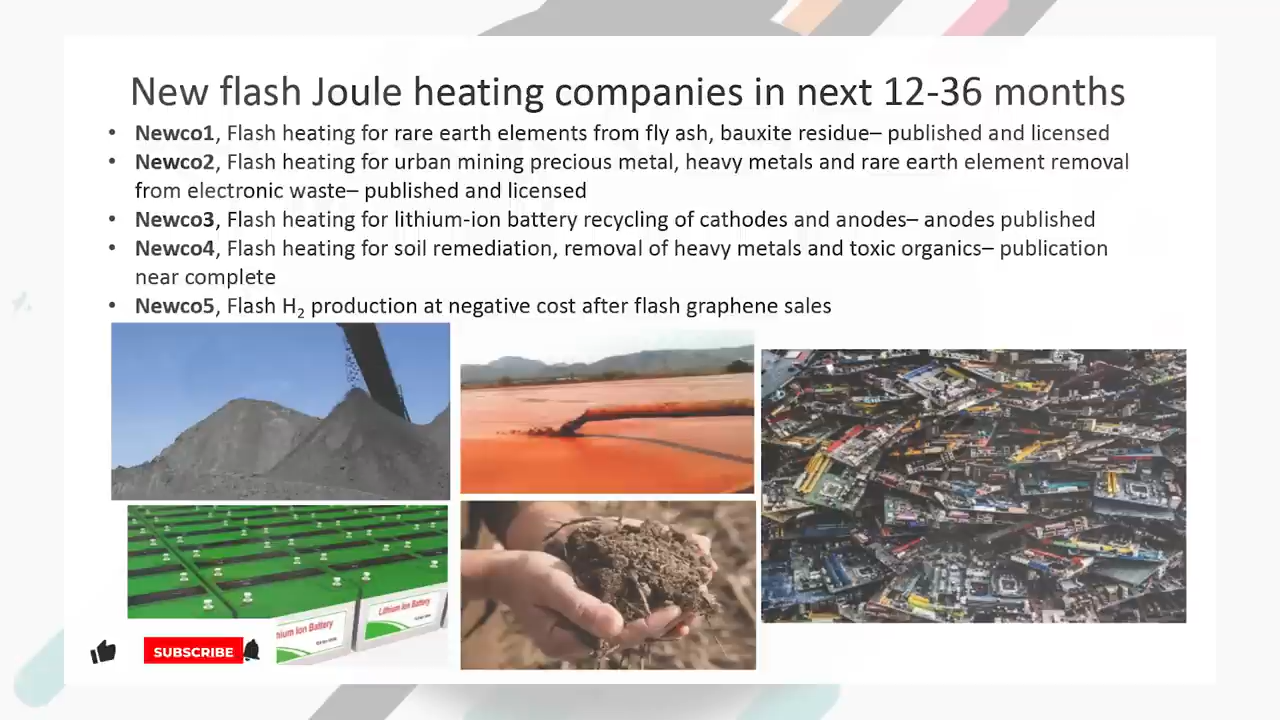 New flash Joule heating companies in next 12-36 months
• Newco1, Flash heating for rare earth elements from fly ash, bauxite residue– published and licensed
• Newco2, Flash heating for urban mining precious metal, heavy metals and rare earth element removal
from electronic waste– published and licensed
• Newco3, Flash heating for lithium-ion battery recycling of cathodes and anodes– anodes published
• Newco4, Flash heating for soil remediation, removal of heavy metals and toxic organics– publication
near complete
• Newco5, Flash H₂ production at negative cost after flash graphene sales
Lithium Ion Battery
hium Ion Battery
SUBSCRIBE